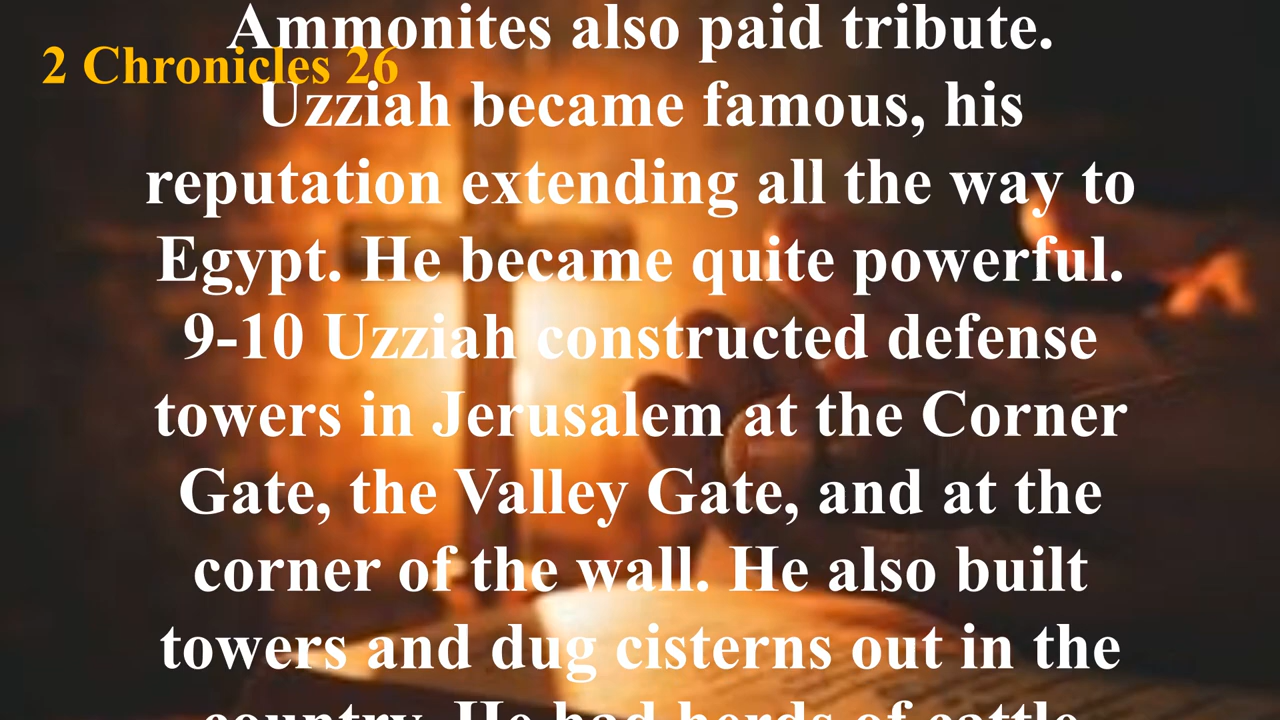 Ammonites also paid tribute.
2 Chronicles 26
Uzziah became famous, his
reputation extending all the way to
Egypt. He became quite powerful.
9-10 Uzziah constructed defense
towers in Jerusalem at the Corner
Gate, the Valley Gate, and at the
corner of the wall. He also built
towers and dug cisterns out in the
country. He had herds of cattle